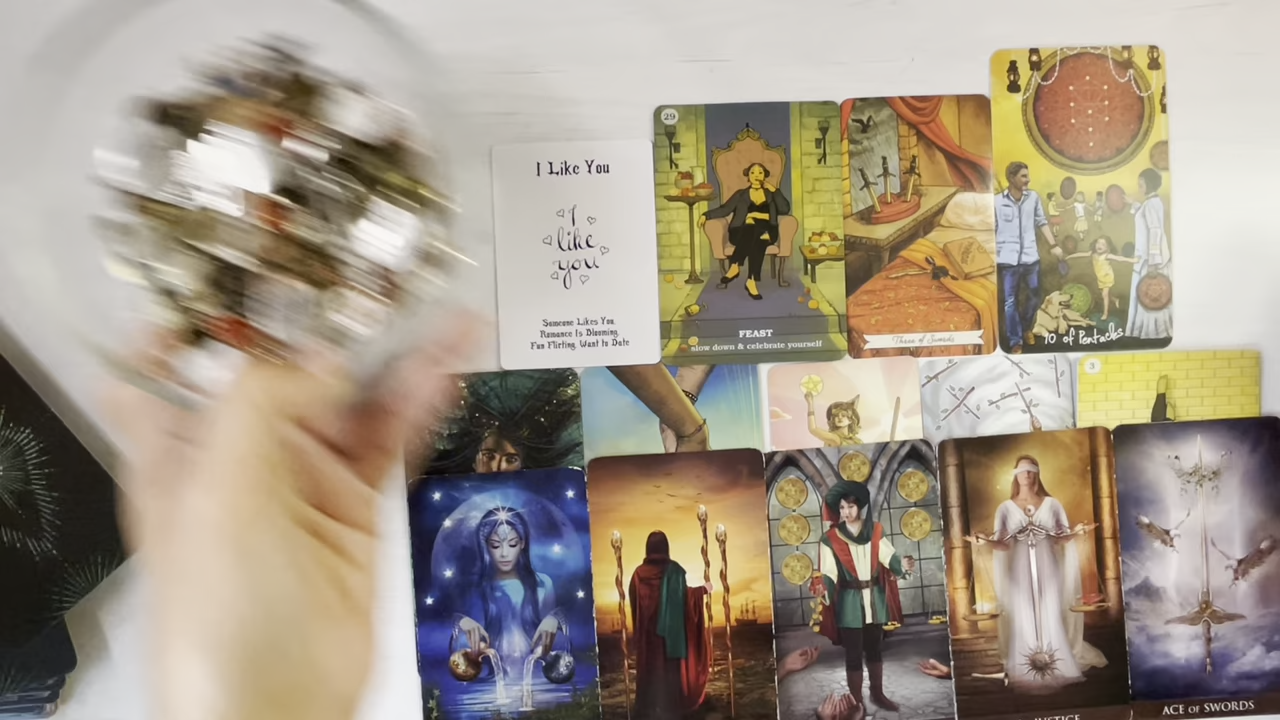 I Like You
I
like
you
Someone Likes You
Romance Is Blooming
Fun Flirting, Want to Date
29
FEAST
slow down & celebrate yourself
Three of Swords
10 of Pentacles
3
JUSTICE
ACE OF SWORDS